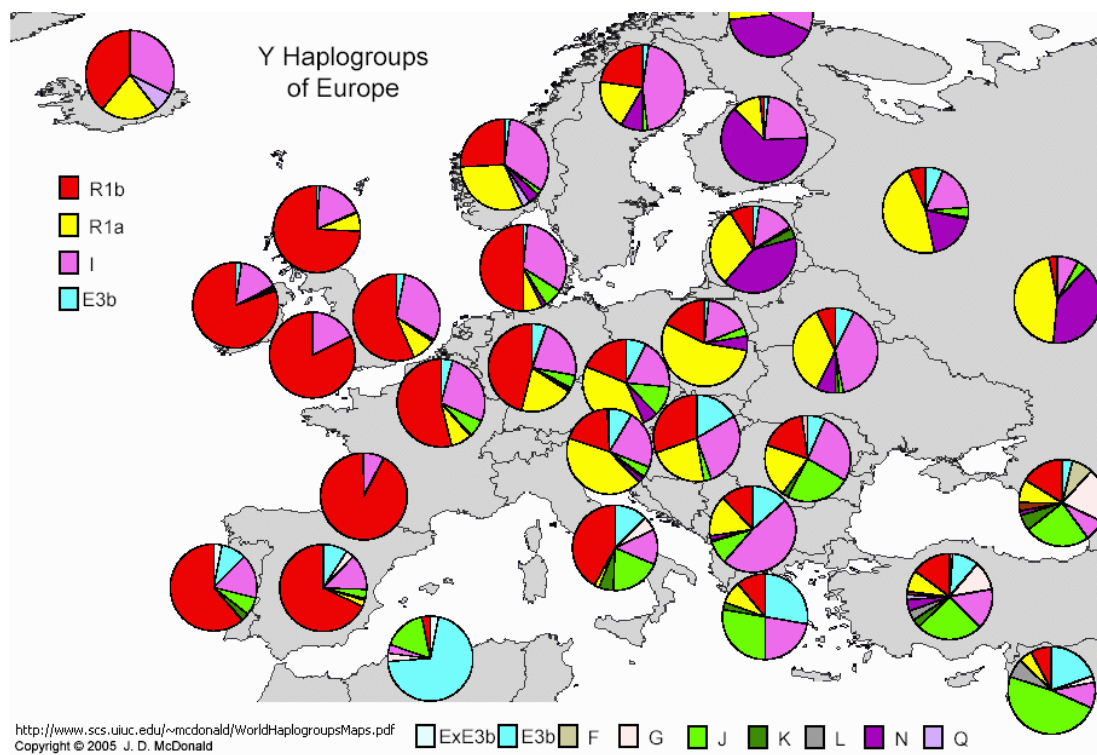 Y Haplogroups
of Europe
R1b
R1a
I
E3b
http://www.scs.uiuc.edu/~mcdonald/WorldHaplogroupsMaps.pdf
Copyright © 2005 J. D. McDonald
ExE3b E3b F G J K L N Q